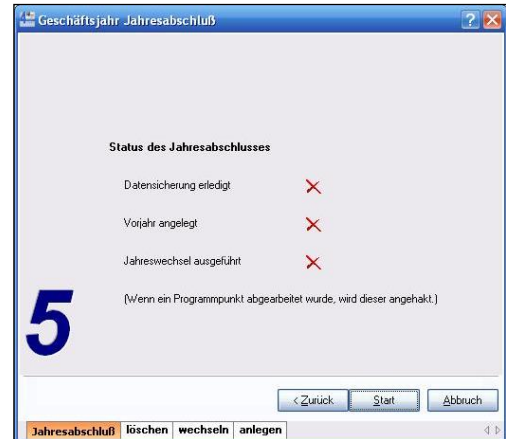 Geschäftsjahr Jahresabschluß
Status des Jahresabschlusses
Datensicherung erledigt
Vorjahr angelegt
Jahreswechsel ausgeführt
(Wenn ein Programmpunkt abgearbeitet wurde, wird dieser angehakt.)
5
< Zurück Start Abbruch
Jahresabschluß löschen wechseln anlegen